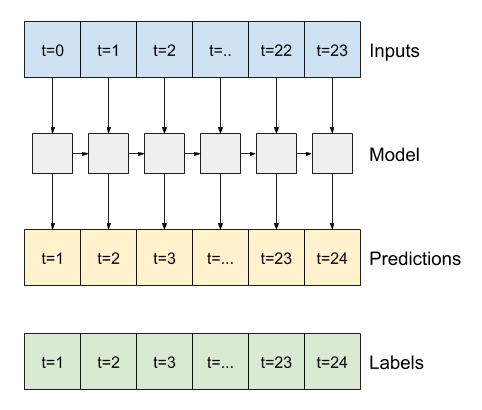 t=0 t=1 t=2 t=.. t=22 t=23 Inputs
Model
t=1 t=2 t=3 t=... t=23 t=24 Predictions
t=1 t=2 t=3 t=... t=23 t=24 Labels